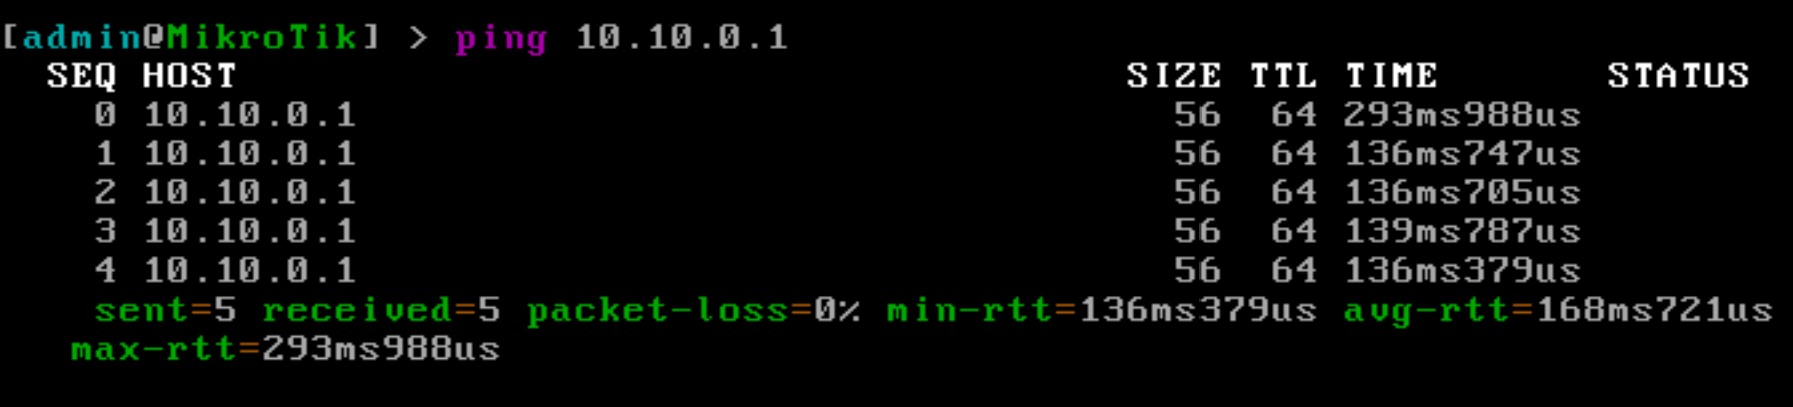 [admin@MikroTik] > ping 10.10.0.1
SEQ HOST SIZE TTL TIME STATUS
0 10.10.0.1 56 64 293ms988us
1 10.10.0.1 56 64 136ms747us
2 10.10.0.1 56 64 136ms705us
3 10.10.0.1 56 64 139ms787us
4 10.10.0.1 56 64 136ms379us
sent=5 received=5 packet-loss=0% min-rtt=136ms379us avg-rtt=168ms721us
max-rtt=293ms988us